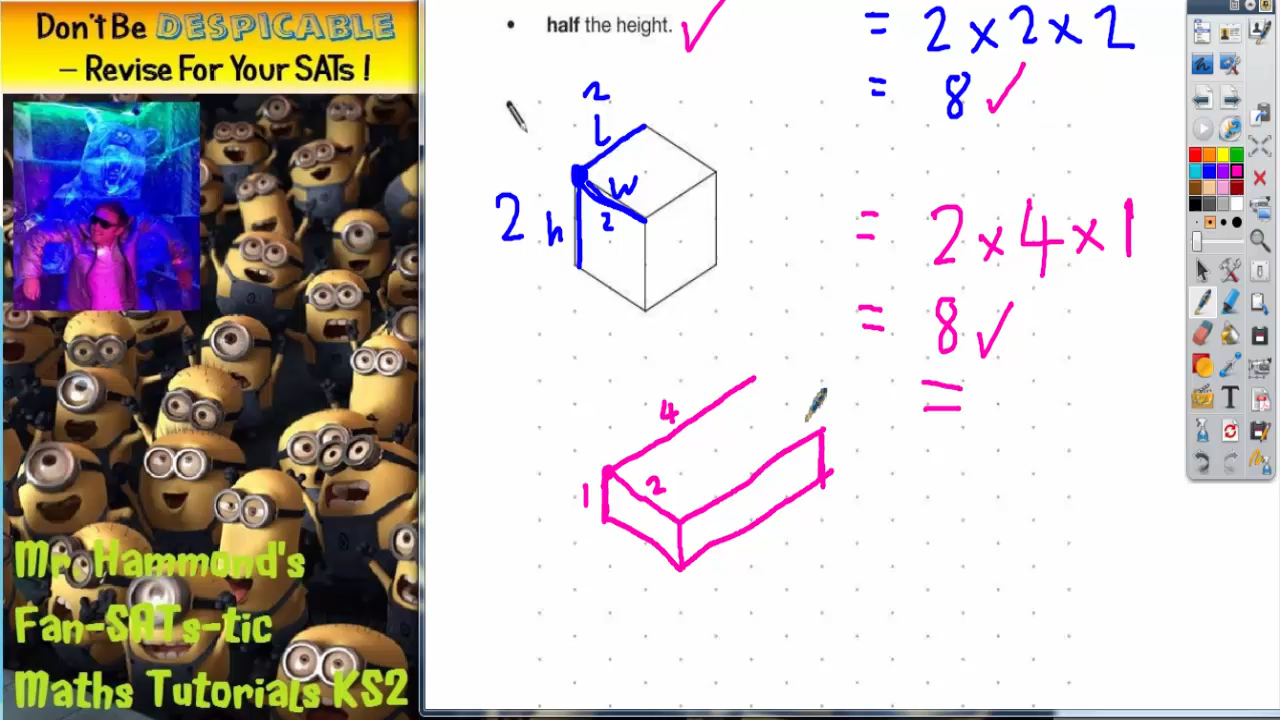 Don't Be DESPICABLE
– Revise For Your SATs !
• half the height. ✓
= 2 × 2 × 2
= 8 ✓
2
l
w
2
2 h
= 2 × 4 × 1
= 8 ✓
=
4
1
2
Mr Hammond's
Fan-SATs-tic
Maths Tutorials KS2